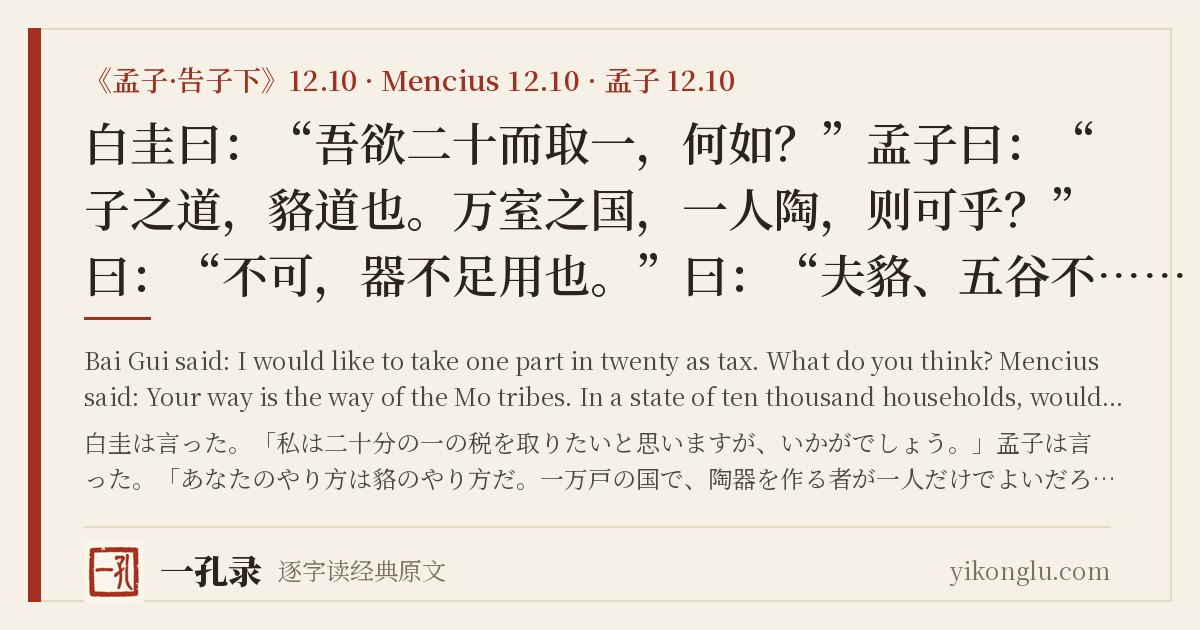 《孟子·告子下》12.10 · Mencius 12.10 · 孟子 12.10
白圭曰：“吾欲二十而取一，何如？”孟子曰：“
子之道，貉道也。万室之国，一人陶，则可乎？”
曰：“不可，器不足用也。”曰：“夫貉、五谷不……
Bai Gui said: I would like to take one part in twenty as tax. What do you think? Mencius
said: Your way is the way of the Mo tribes. In a state of ten thousand households, would...
白圭は言った。「私は二十分の一の税を取りたいと思いますが、いかがでしょう。」孟子は言
った。「あなたのやり方は貉のやり方だ。一万戸の国で、陶器を作る者が一人だけでよいだろ…
一孔
一孔录 逐字读经典原文
yikonglu.com